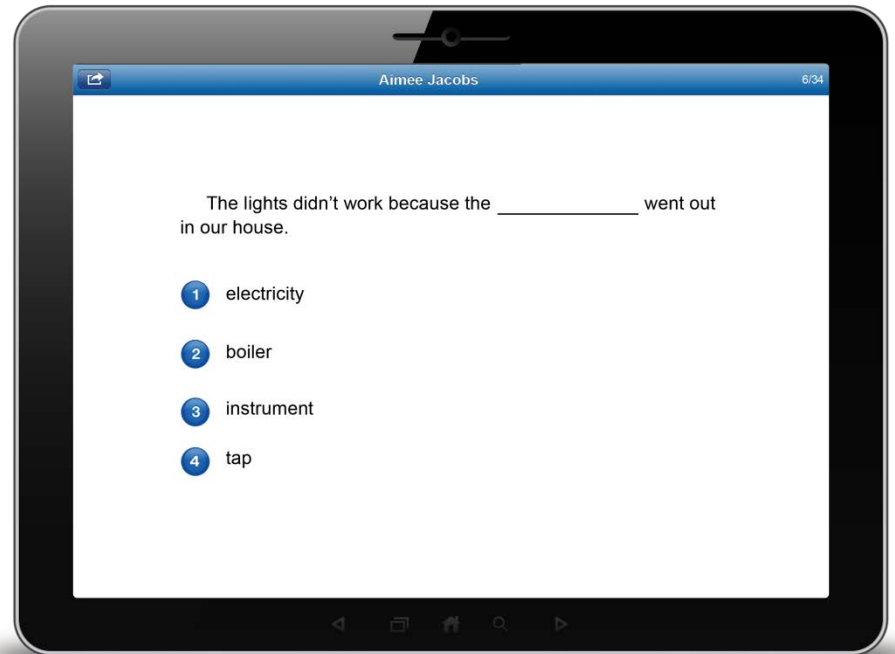 Aimee Jacobs
6/34
The lights didn't work because the ______________ went out
in our house.
1 electricity
2 boiler
3 instrument
4 tap